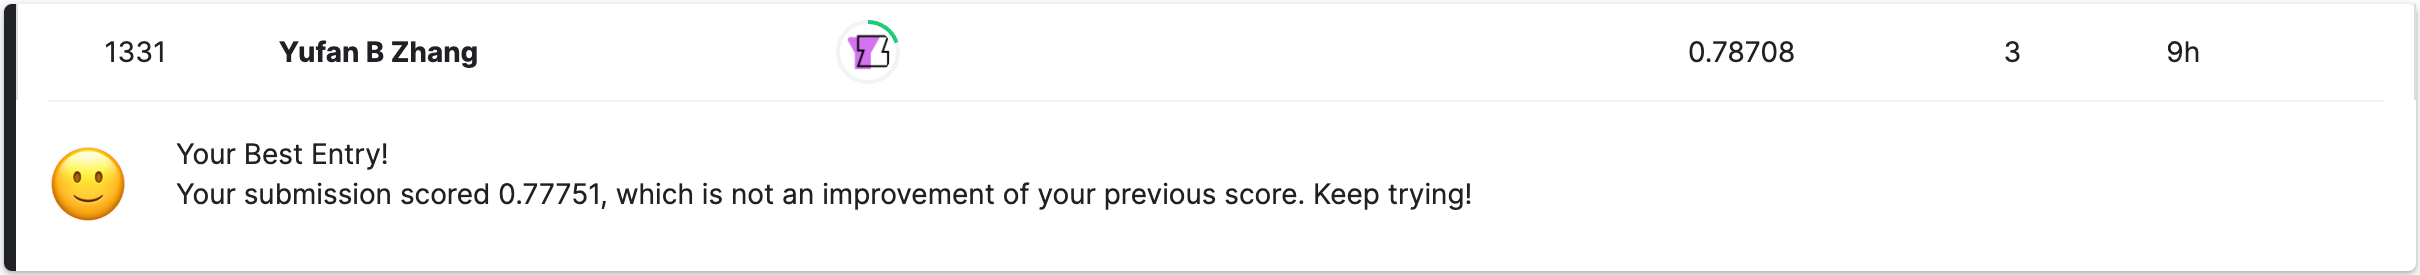 1331 Yufan B Zhang 0.78708 3 9h
Your Best Entry!
Your submission scored 0.77751, which is not an improvement of your previous score. Keep trying!